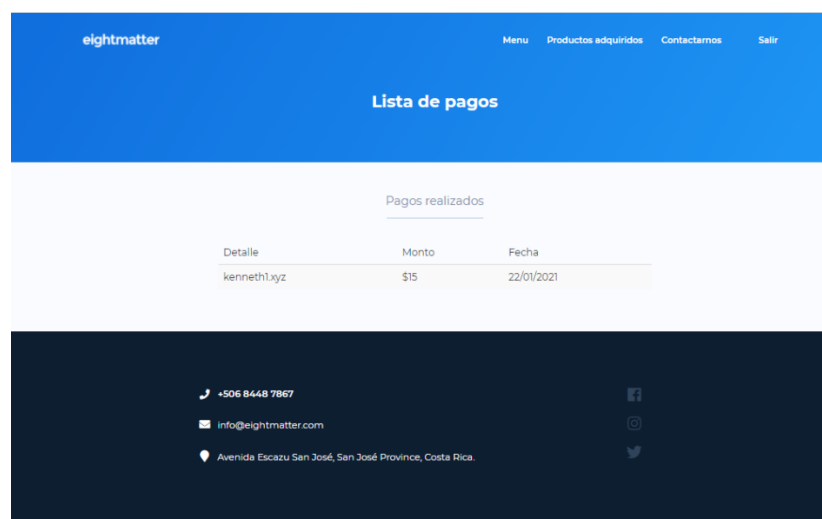 eightmatter Menu Productos adquiridos Contactarnos Salir
Lista de pagos
Pagos realizados
Detalle Monto Fecha
kenneth1.xyz $15 22/01/2021
+506 8448 7867
info@eightmatter.com
Avenida Escazu San José, San José Province, Costa Rica.